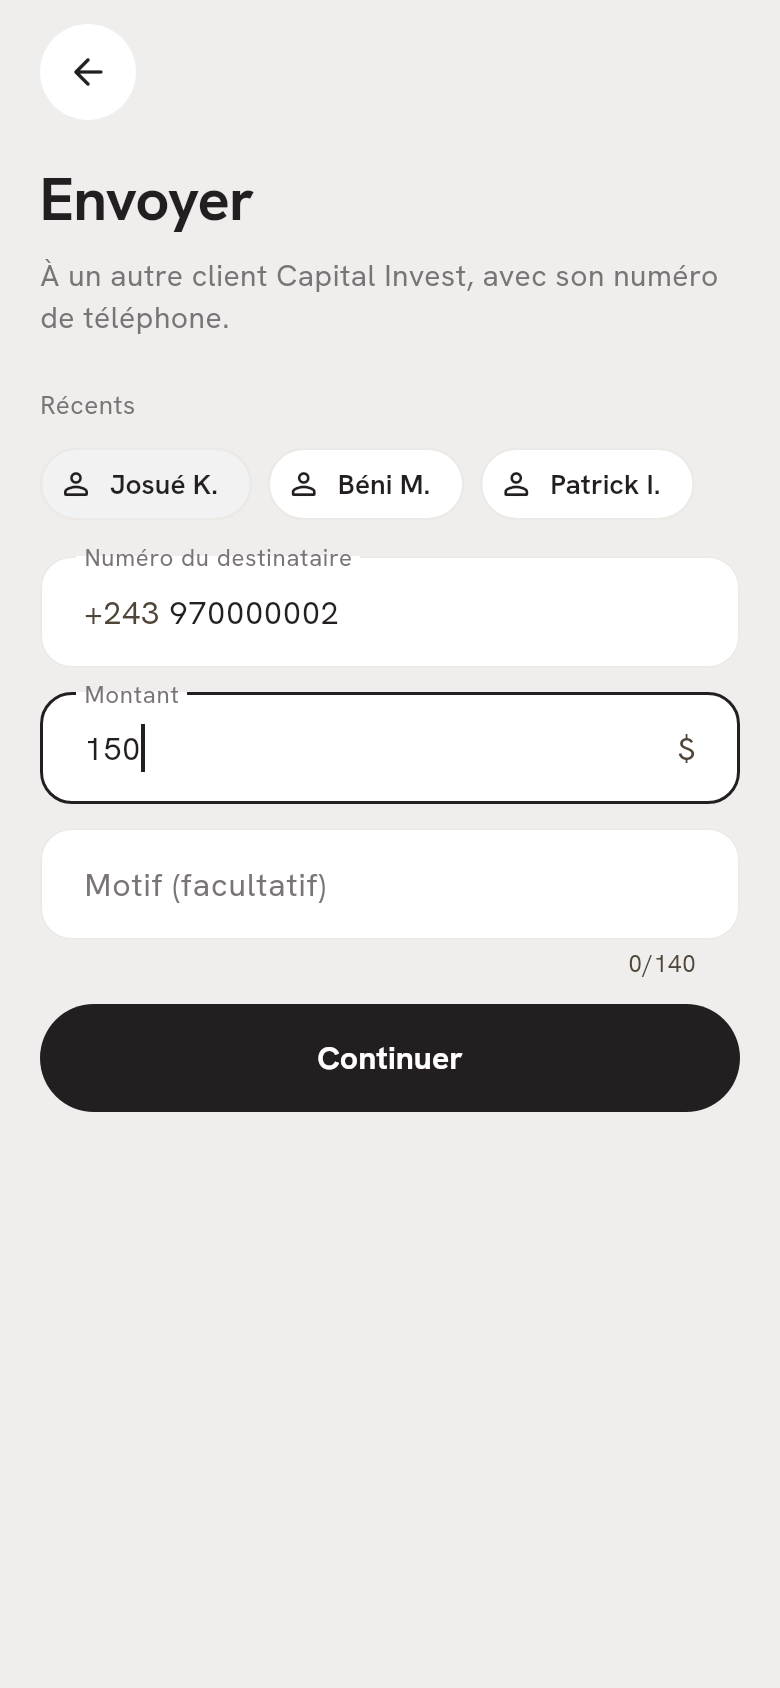 Envoyer
À un autre client Capital Invest, avec son numéro
de téléphone.
Récents
Josué K.
Béni M.
Patrick I.
Numéro du destinataire
+243 970000002
Montant
150
$
Motif (facultatif)
0/140
Continuer